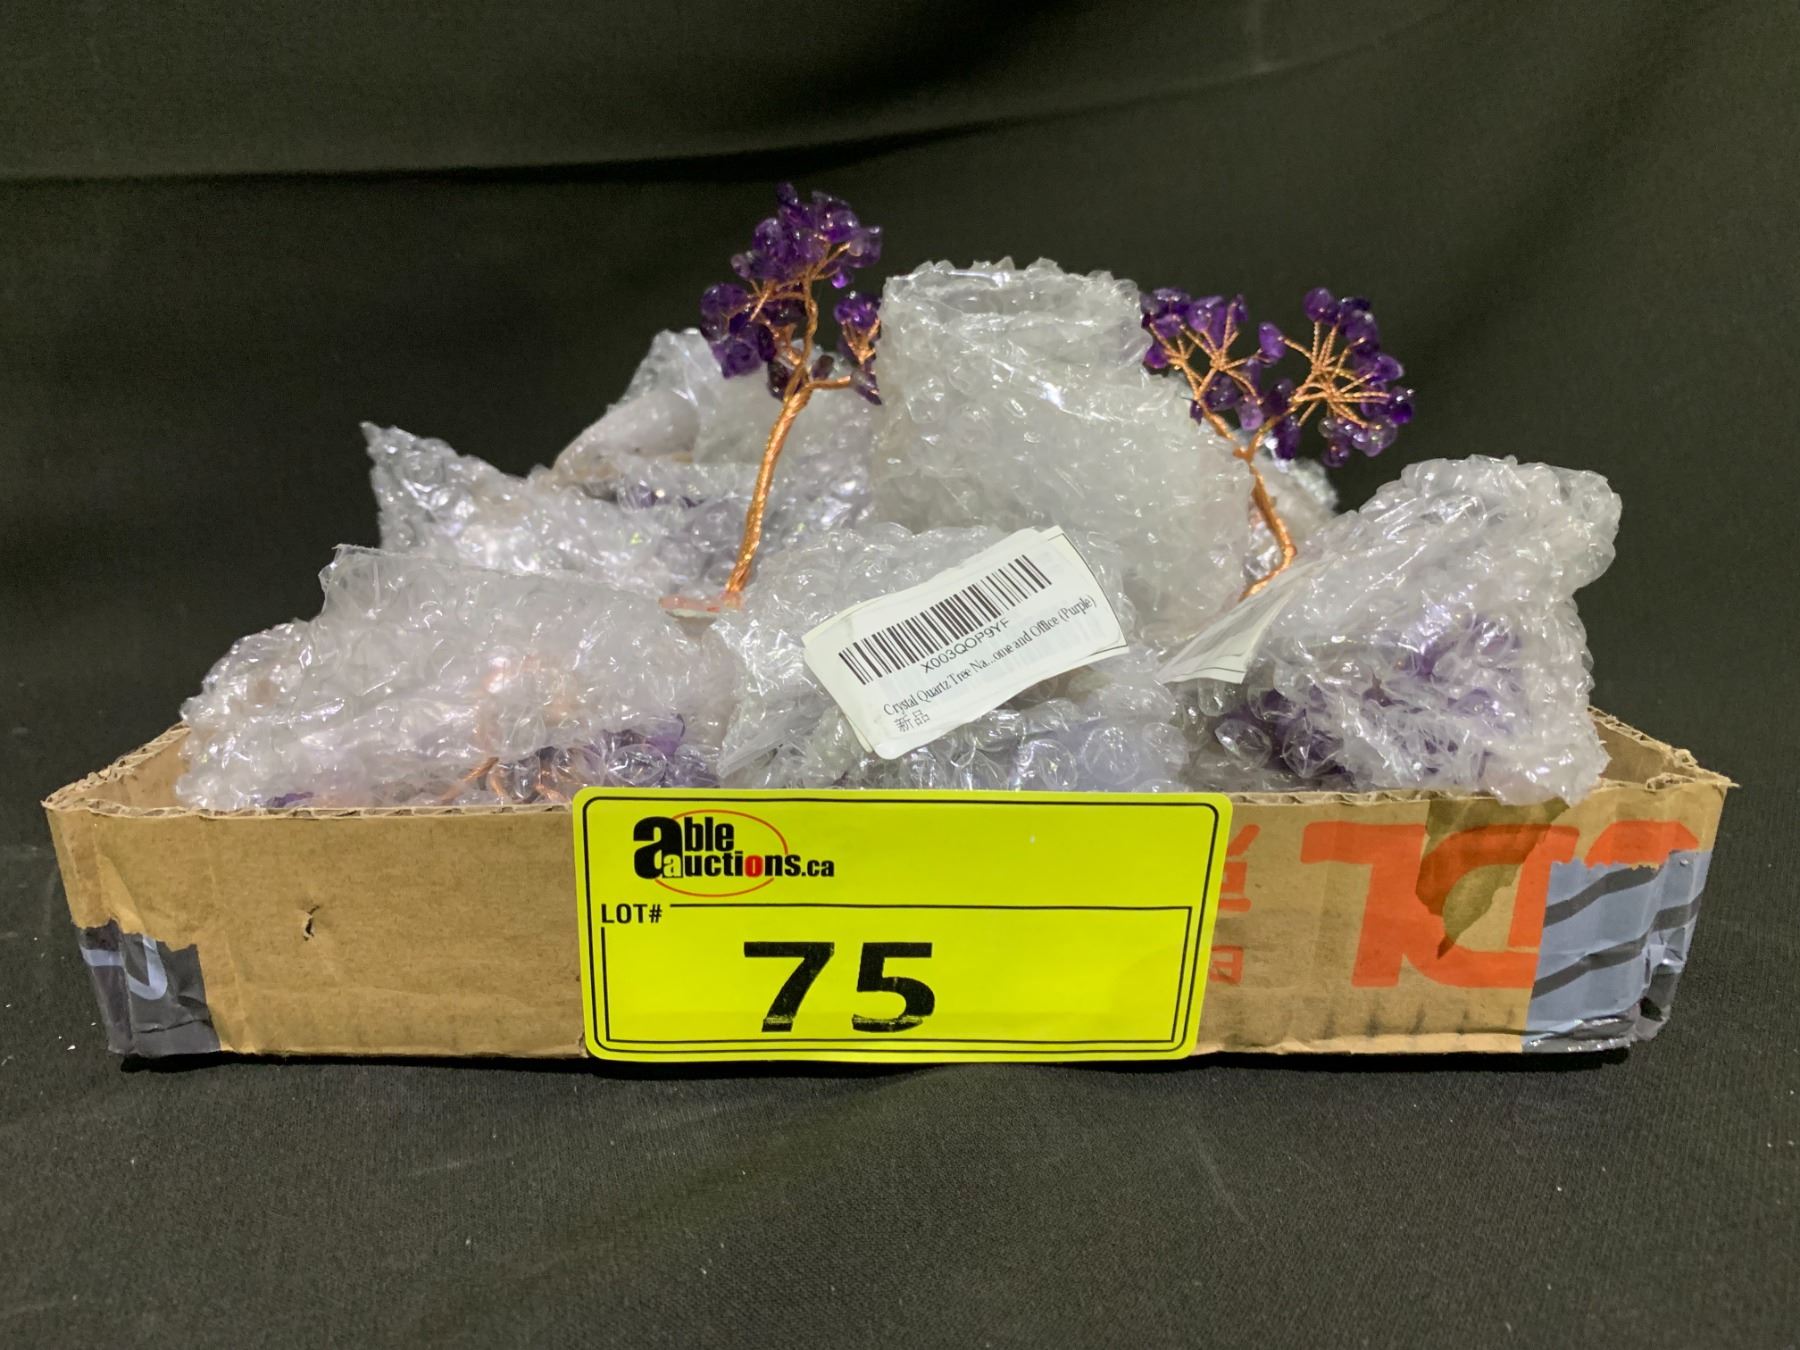 X003QOP9YF
Crystal Quartz Tree Na...ome and Office (Purple)
新品
able
auctions.ca
LOT#
75